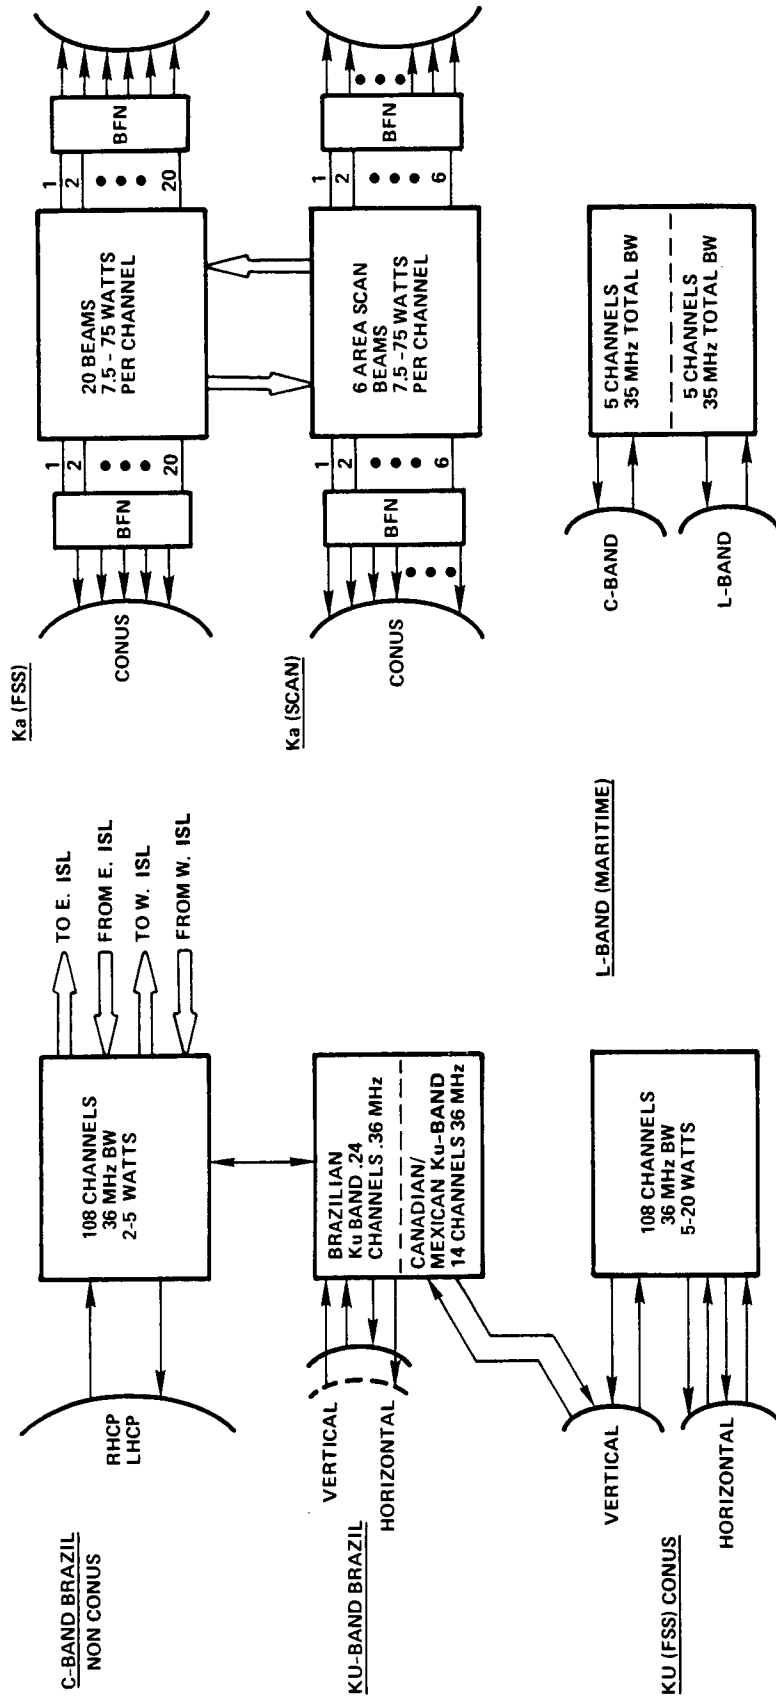 C-BAND BRAZIL
NON CONUS
RHCP
LHCP
108 CHANNELS
36 MHz BW
2-5 WATTS
TO E. ISL
FROM E. ISL
TO W. ISL
FROM W. ISL
KU-BAND BRAZIL
VERTICAL
HORIZONTAL
BRAZILIAN
Ku BAND .24
CHANNELS .36 MHz
CANADIAN/
MEXICAN Ku-BAND
14 CHANNELS 36 MHz
KU (FSS) CONUS
VERTICAL
HORIZONTAL
108 CHANNELS
36 MHz BW
5-20 WATTS
Ka (FSS)
CONUS
BFN
1
2
20
20 BEAMS
7.5 - 75 WATTS
PER CHANNEL
1
2
20
BFN
Ka (SCAN)
CONUS
BFN
1
2
6
6 AREA SCAN
BEAMS
7.5 -75 WATTS
PER CHANNEL
1
2
6
BFN
L-BAND (MARITIME)
C-BAND
L-BAND
5 CHANNELS
35 MHz TOTAL BW
5 CHANNELS
35 MHz TOTAL BW